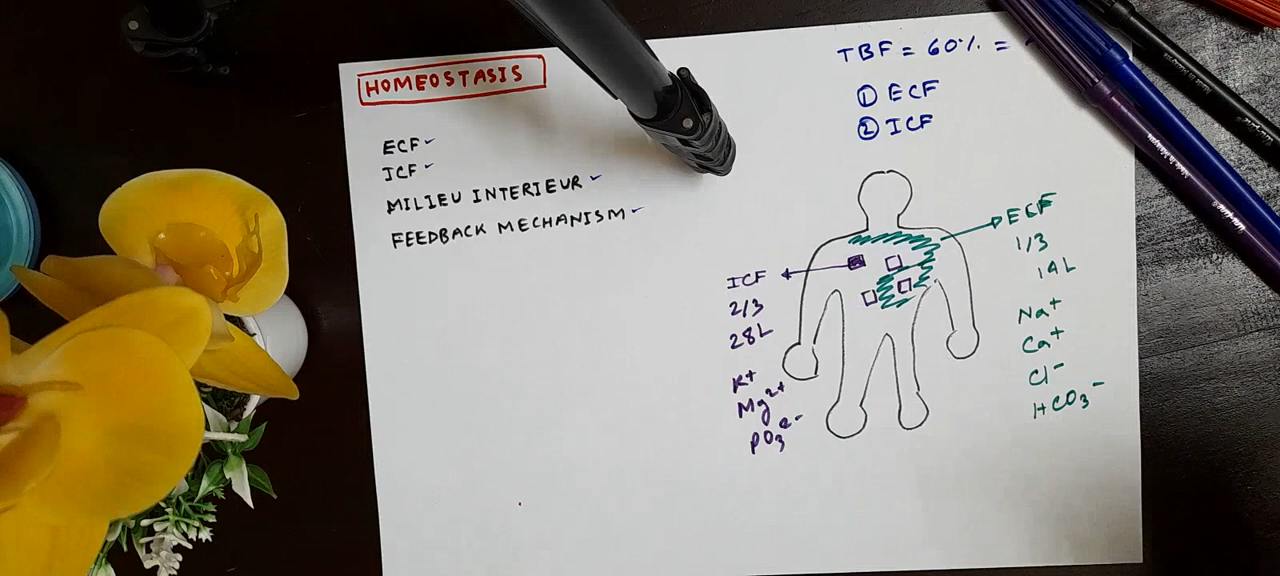 HOMEOSTASIS
ECF
ICF
MILIEU INTERIEUR
FEEDBACK MECHANISM
TBF = 60% =
① ECF
② ICF
ECF
1/3
14L
Na+
Ca+
Cl-
HCO3-
ICF
2/3
28L
K+
Mg2+